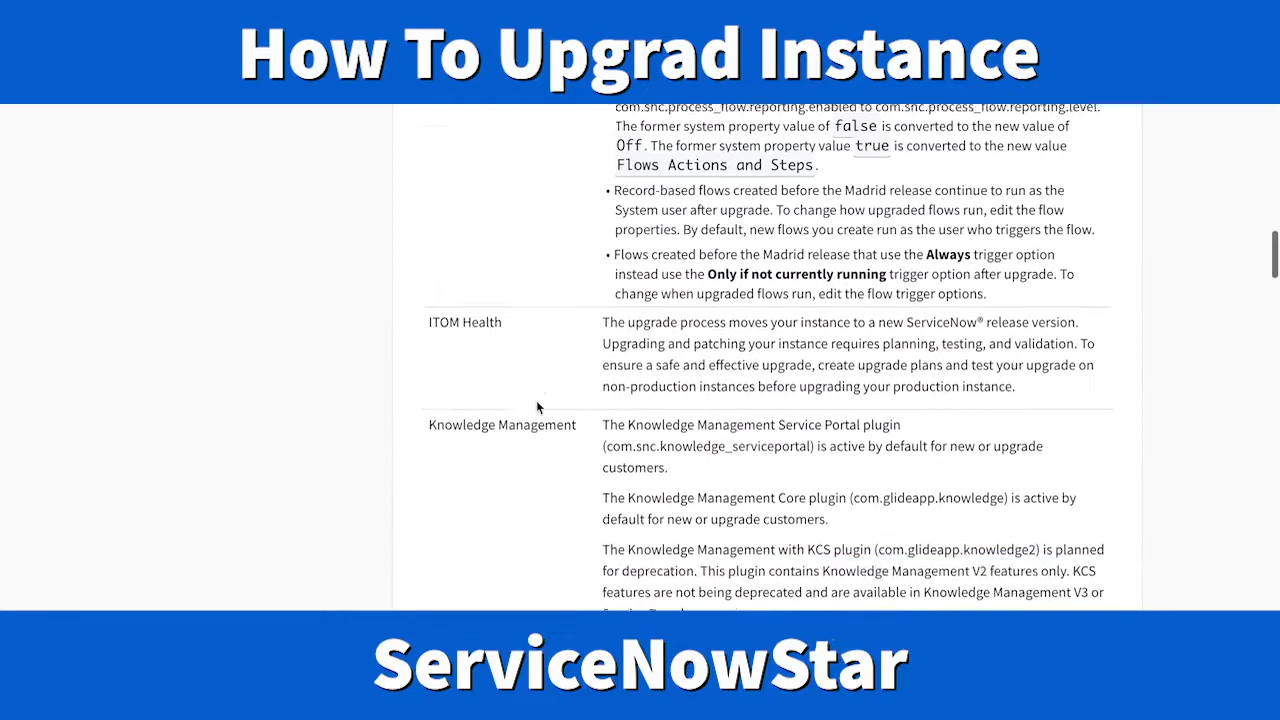 How To Upgrad Instance
com.snc.process_flow.reporting.enabled to com.snc.process_flow.reporting.level.
The former system property value of false is converted to the new value of
Off. The former system property value true is converted to the new value
Flows Actions and Steps.
• Record-based flows created before the Madrid release continue to run as the
System user after upgrade. To change how upgraded flows run, edit the flow
properties. By default, new flows you create run as the user who triggers the flow.
• Flows created before the Madrid release that use the Always trigger option
instead use the Only if not currently running trigger option after upgrade. To
change when upgraded flows run, edit the flow trigger options.
ITOM Health
The upgrade process moves your instance to a new ServiceNow® release version.
Upgrading and patching your instance requires planning, testing, and validation. To
ensure a safe and effective upgrade, create upgrade plans and test your upgrade on
non-production instances before upgrading your production instance.
Knowledge Management
The Knowledge Management Service Portal plugin
(com.snc.knowledge_serviceportal) is active by default for new or upgrade
customers.
The Knowledge Management Core plugin (com.glideapp.knowledge) is active by
default for new or upgrade customers.
The Knowledge Management with KCS plugin (com.glideapp.knowledge2) is planned
for deprecation. This plugin contains Knowledge Management V2 features only. KCS
features are not being deprecated and are available in Knowledge Management V3 or
ServiceNowStar